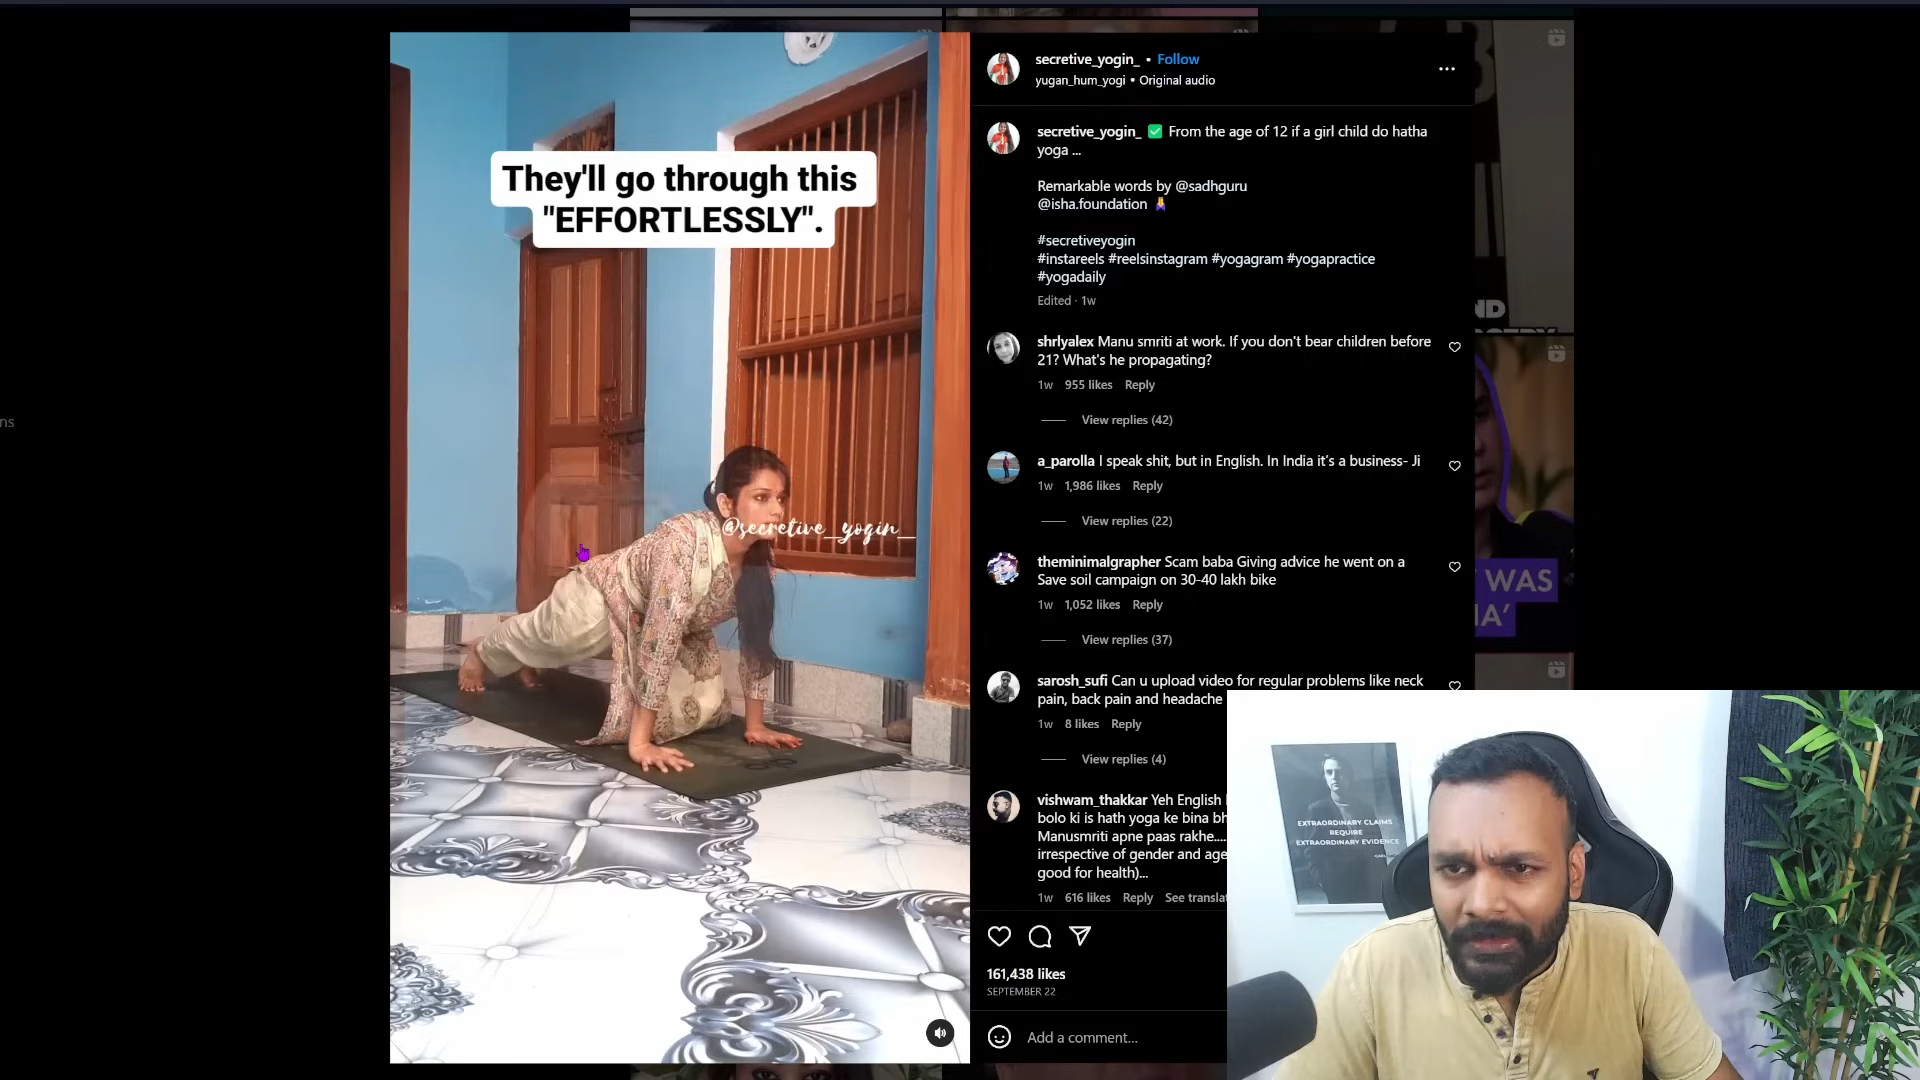 ns
They'll go through this
"EFFORTLESSLY".
@secretive_yogin_
secretive_yogin_ • Follow
yugan_hum_yogi • Original audio
secretive_yogin_ ✅ From the age of 12 if a girl child do hatha
yoga ...
Remarkable words by @sadhguru
@isha.foundation
#secretiveyogin
#instareels #reelsinstagram #yogagram #yogapractice
#yogadaily
Edited · 1w
shrlyalex Manu smriti at work. If you don't bear children before
21? What's he propagating?
1w 955 likes Reply
View replies (42)
a_parolla I speak shit, but in English. In India it's a business- Ji
1w 1,986 likes Reply
View replies (22)
theminimalgrapher Scam baba Giving advice he went on a
Save soil campaign on 30-40 lakh bike
1w 1,052 likes Reply
View replies (37)
sarosh_sufi Can u upload video for regular problems like neck
pain, back pain and headache
1w 8 likes Reply
View replies (4)
vishwam_thakkar Yeh English
bolo ki is hath yoga ke bina bh
Manusmriti apne paas rakhe....
irrespective of gender and age
good for health)...
1w 616 likes Reply See translat
161,438 likes
SEPTEMBER 22
Add a comment...
ND
WAS
IA'
EXTRAORDINARY CLAIMS
REQUIRE
EXTRAORDINARY EVIDENCE